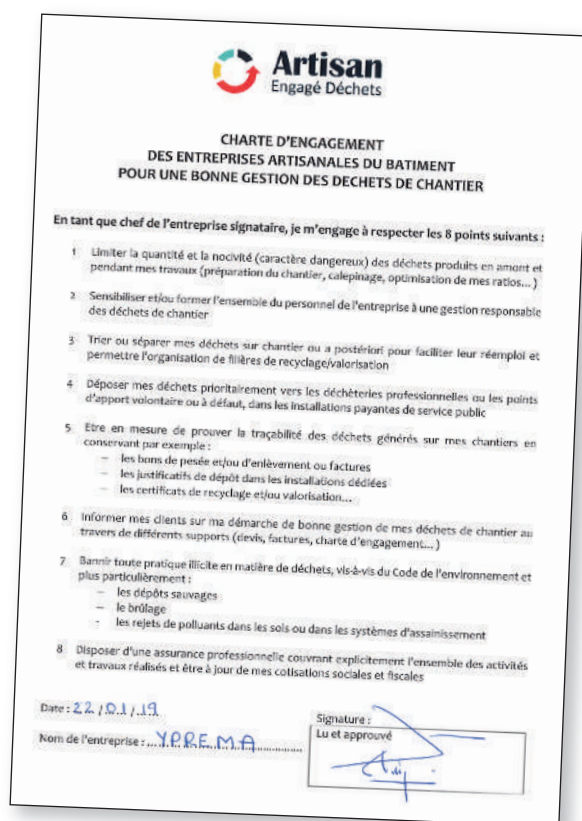 Artisan
Engagé Déchets
CHARTE D'ENGAGEMENT
DES ENTREPRISES ARTISANALES DU BATIMENT
POUR UNE BONNE GESTION DES DECHETS DE CHANTIER
En tant que chef de l'entreprise signataire, je m'engage à respecter les 8 points suivants :
1 Limiter la quantité et la nocivité (caractère dangereux) des déchets produits en amont et
pendant mes travaux (préparation du chantier, calepinage, optimisation de mes ratios... )
2 Sensibiliser et/ou former l'ensemble du personnel de l'entreprise à une gestion responsable
des déchets de chantier
3 Trier ou séparer mes déchets sur chantier ou a postériori pour faciliter leur réemploi et
permettre l'organisation de filières de recyclage/valorisation
4 Déposer mes déchets prioritairement vers les déchèteries professionnelles ou les points
d'apport volontaire ou à défaut, dans les installations payantes de service public
5 Etre en mesure de prouver la traçabilité des déchets générés sur mes chantiers en
conservant par exemple :
– les bons de pesée et/ou d'enlèvement ou factures
– les justificatifs de dépôt dans les installations dédiées
– les certificats de recyclage et/ou valorisation...
6 Informer mes clients sur ma démarche de bonne gestion de mes déchets de chantier au
travers de différents supports (devis, factures, charte d'engagement... )
7 Bannir toute pratique illicite en matière de déchets, vis-à-vis du Code de l'environnement et
plus particulièrement :
– les dépôts sauvages
– le brûlage
- les rejets de polluants dans les sols ou dans les systèmes d'assainissement
8 Disposer d'une assurance professionnelle couvrant explicitement l'ensemble des activités
et travaux réalisés et être à jour de mes cotisations sociales et fiscales
Date : 22 / 01 / 19
Nom de l'entreprise : YPREMA
Signature :
Lu et approuvé